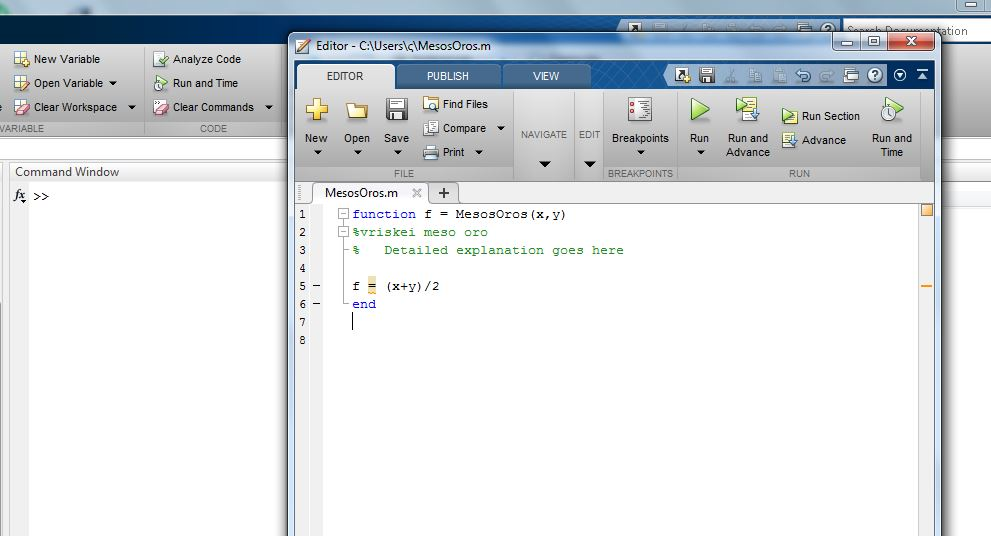 Search Documentation
New Variable
Analyze Code
Open Variable
Run and Time
Clear Workspace
Clear Commands
VARIABLE
CODE
Command Window
fx >>
Editor - C:\Users\ç\MesosOros.m
EDITOR PUBLISH VIEW
New
Open
Save
Find Files
Compare
Print
FILE
NAVIGATE
EDIT
Breakpoints
BREAKPOINTS
Run
Run and
Advance
Run Section
Advance
Run and
Time
RUN
MesosOros.m
1 function f = MesosOros(x,y)
2 %vriskei meso oro
3 % Detailed explanation goes here
4
5 f = (x+y)/2
6 end
7
8